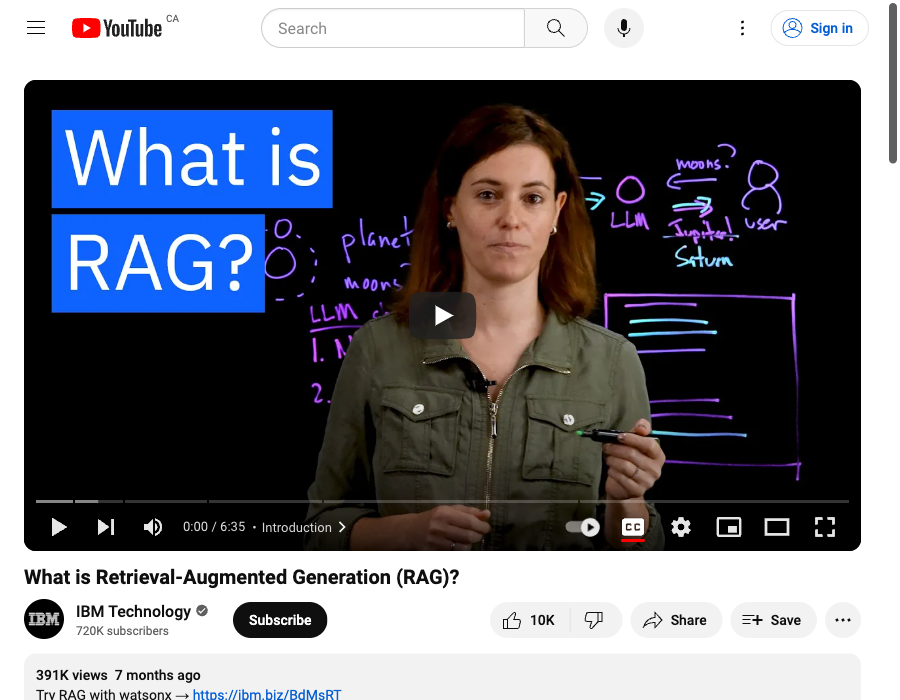 YouTube CA
Search
Sign in
What is
RAG?
planet
moons?
LLM
1.
2.
moons?
LLM
user
Jupiter!
Saturn
0:00 / 6:35 • Introduction
CC
What is Retrieval-Augmented Generation (RAG)?
IBM
IBM Technology
720K subscribers
Subscribe
10K
Share
Save
391K views 7 months ago
Try RAG with watsonx → https://ibm.biz/BdMsRT